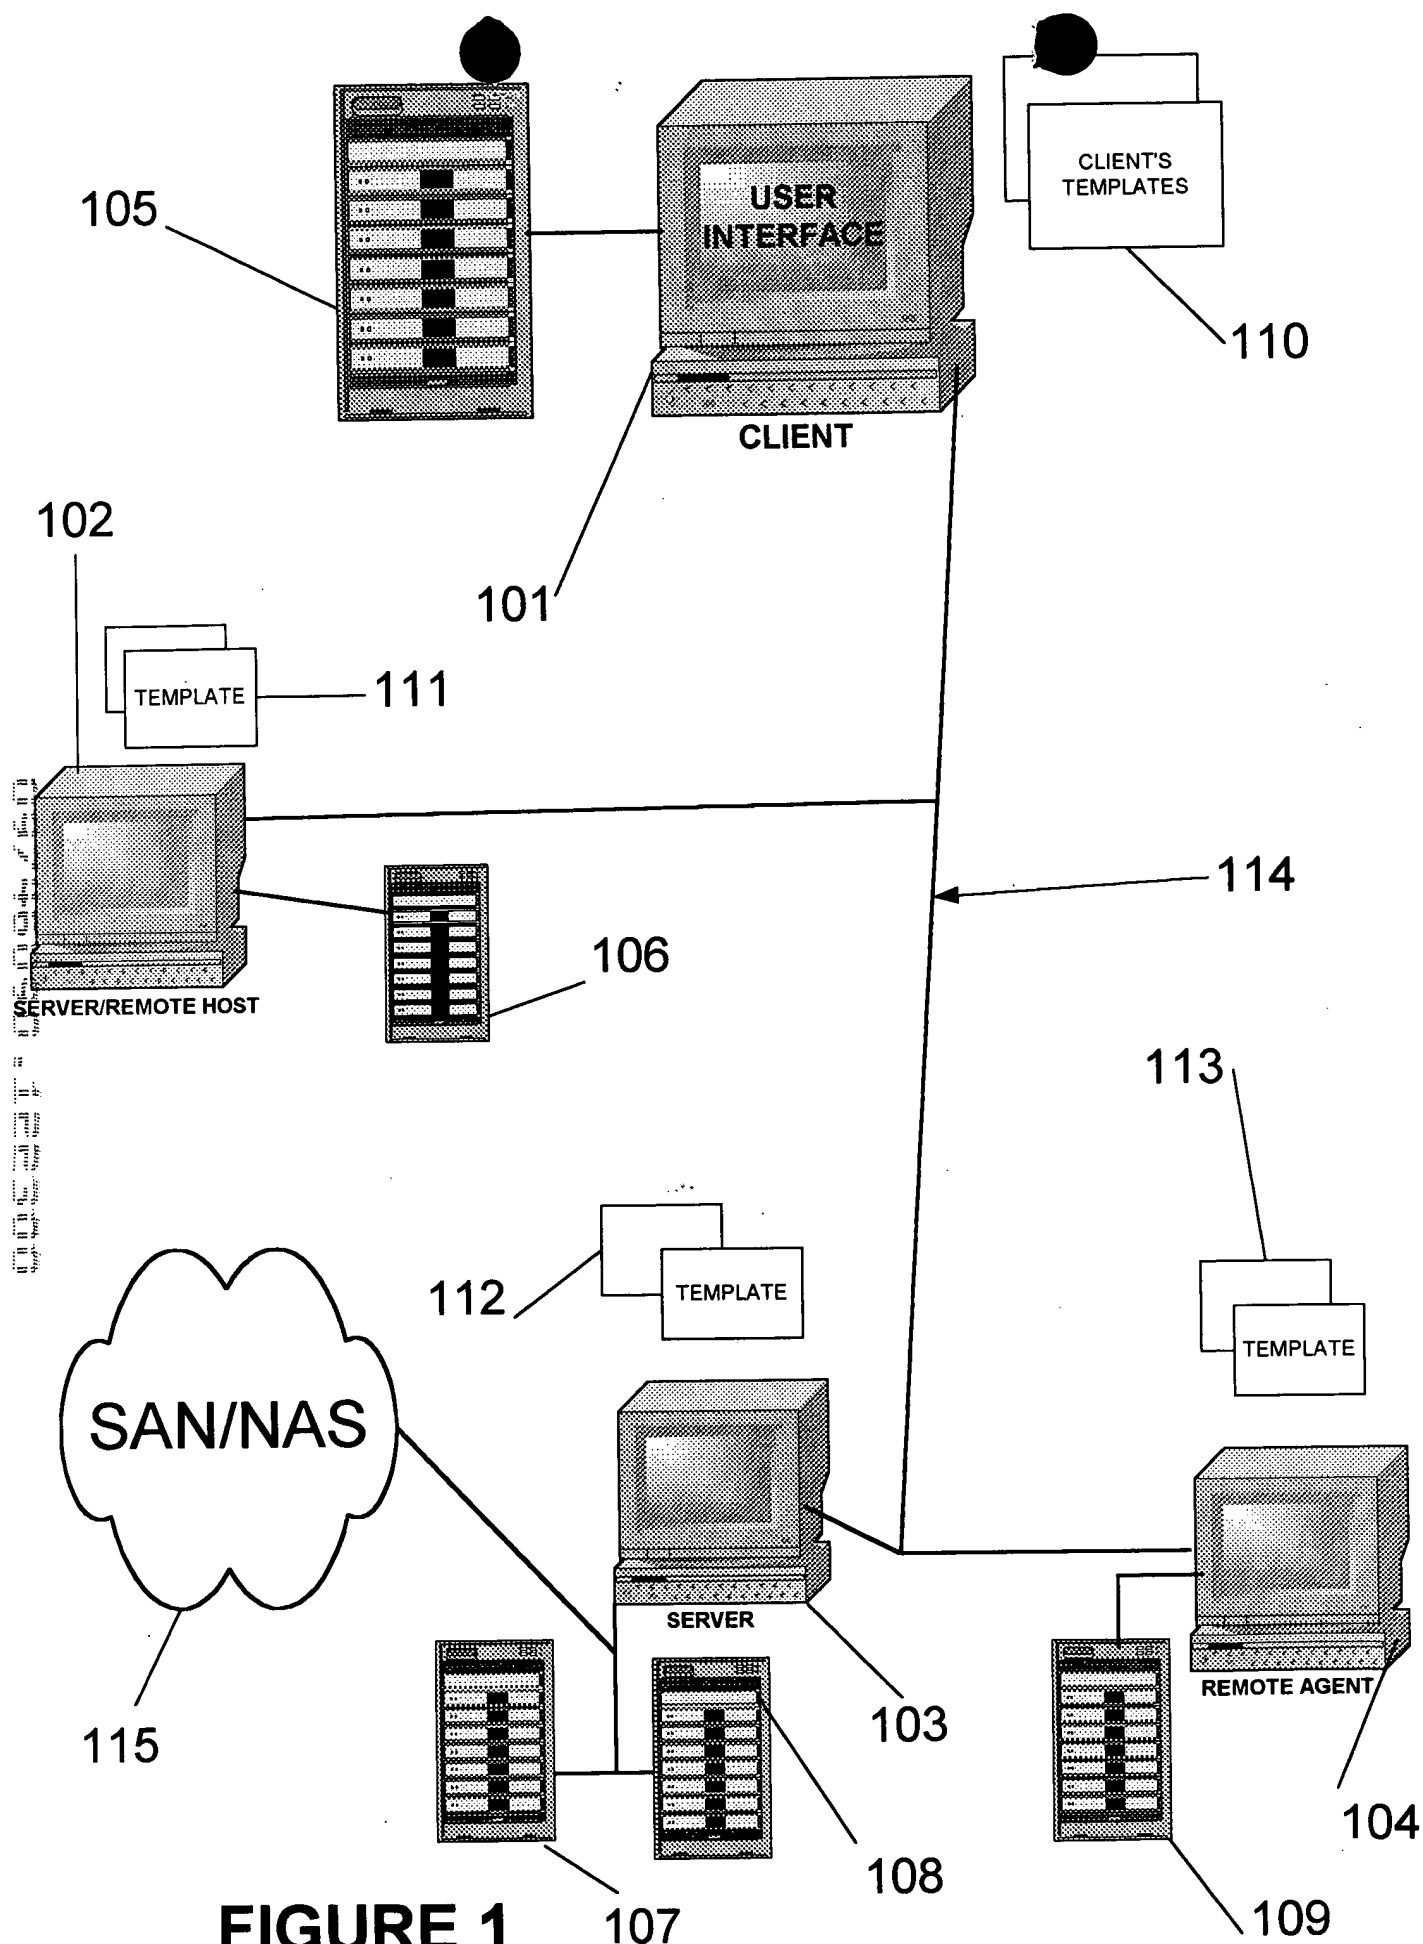 CLIENT'S
TEMPLATES
USER
INTERFACE
105
110
CLIENT
102
101
TEMPLATE
111
114
106
SERVER/REMOTE HOST
113
112
TEMPLATE
TEMPLATE
SAN/NAS
SERVER
REMOTE AGENT
103
115
104
108
109
107
FIGURE 1